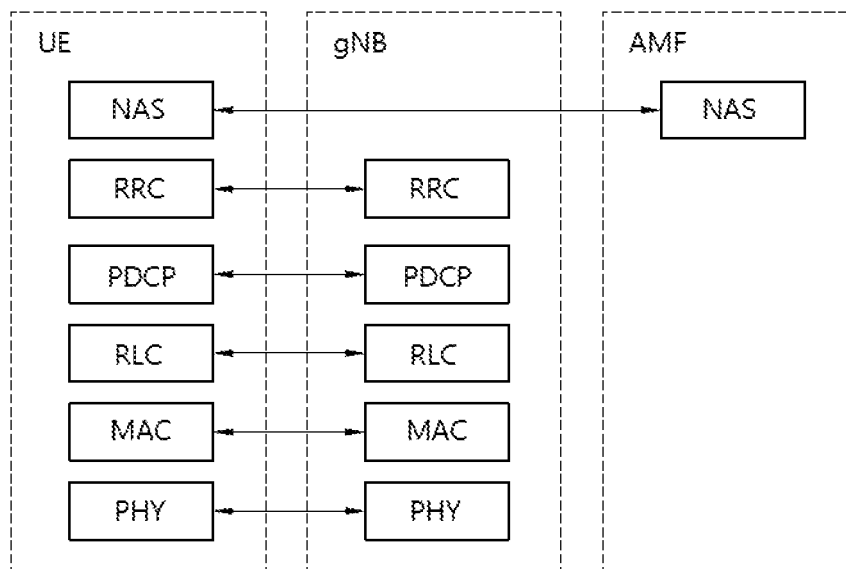 UE gNB AMF
NAS NAS
RRC RRC
PDCP PDCP
RLC RLC
MAC MAC
PHY PHY